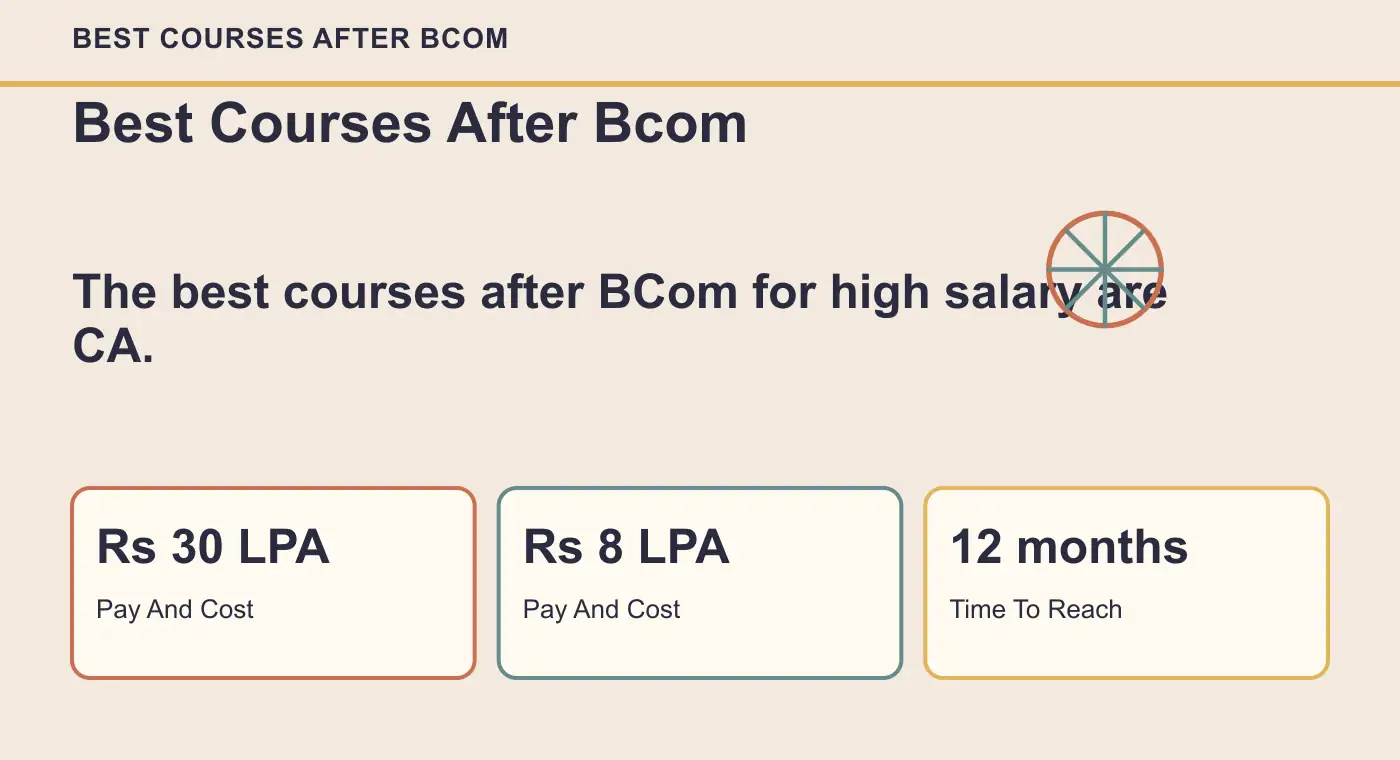 BEST COURSES AFTER BCOM
Best Courses After Bcom
The best courses after BCom for high salary are
CA.
Rs 30 LPA
Pay And Cost
Rs 8 LPA
Pay And Cost
12 months
Time To Reach